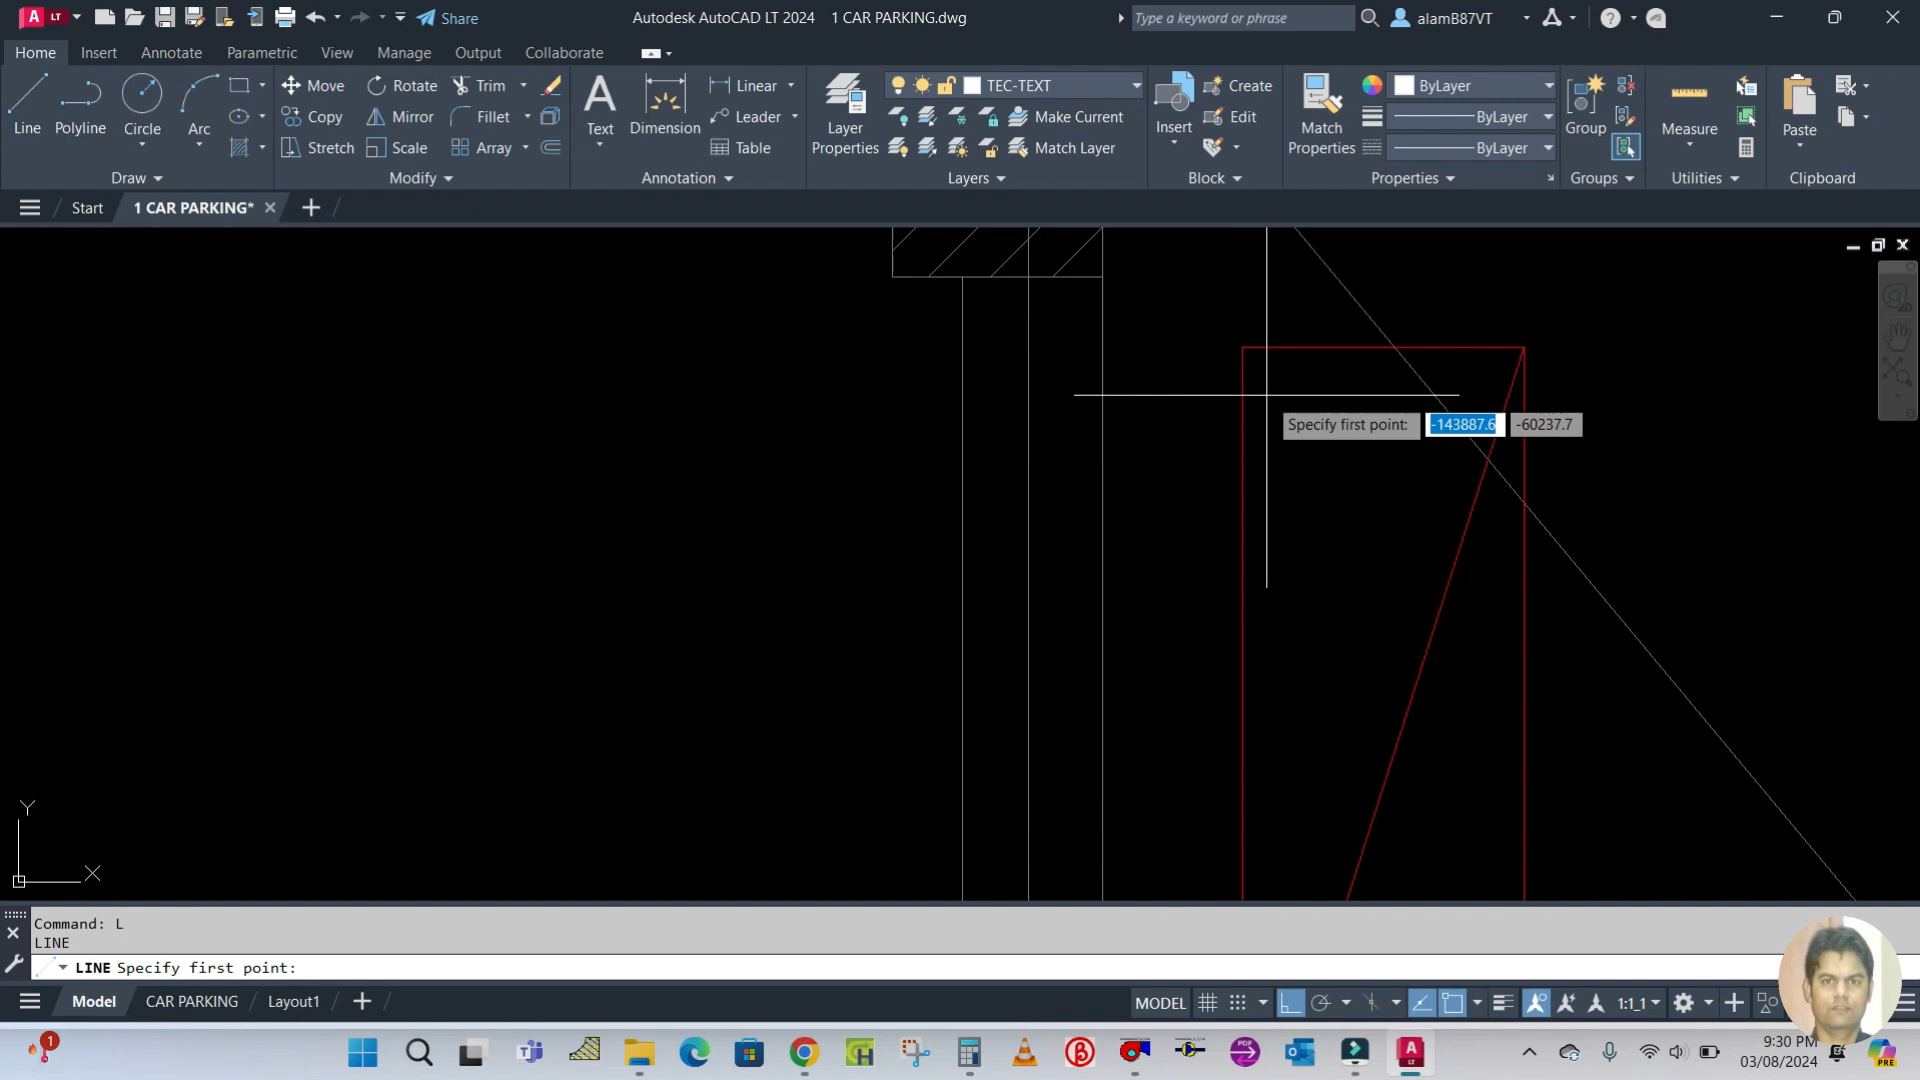 A LT Share Autodesk AutoCAD LT 2024 1 CAR PARKING.dwg Type a keyword or phrase alamB87VT
Home Insert Annotate Parametric View Manage Output Collaborate
Move Rotate Trim Linear TEC-TEXT Create ByLayer
Copy Mirror Fillet Leader Make Current Edit ByLayer
Line Polyline Circle Arc Text Dimension Layer Properties Insert Match Properties Group Measure Paste
Stretch Scale Array Table Match Layer ByLayer
Draw Modify Annotation Layers Block Properties Groups Utilities Clipboard
Start 1 CAR PARKING*
Specify first point: -143887.6 -60237.7
Y
X
Command: L
LINE
LINE Specify first point:
Model CAR PARKING Layout1 MODEL 1:1_1
1 PDF A LT 9:30 PM
03/08/2024 PRE